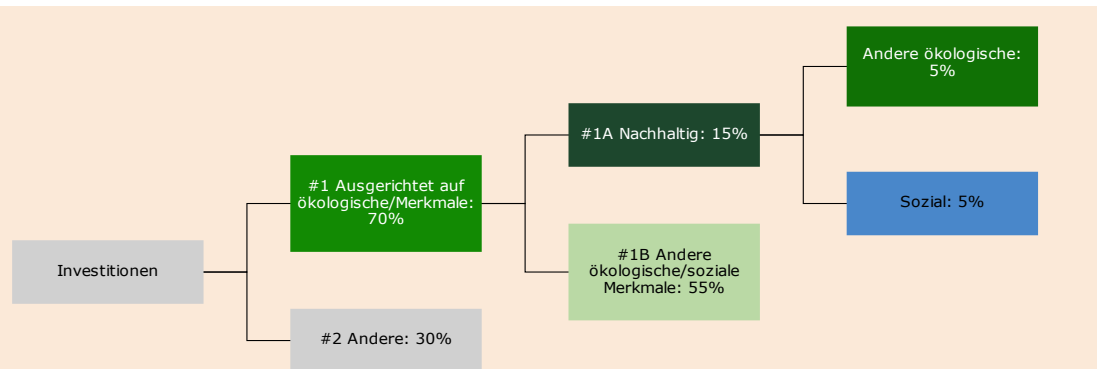 Investitionen
#1 Ausgerichtet auf
ökologische/Merkmale:
70%
#2 Andere: 30%
#1A Nachhaltig: 15%
#1B Andere
ökologische/soziale
Merkmale: 55%
Andere ökologische:
5%
Sozial: 5%